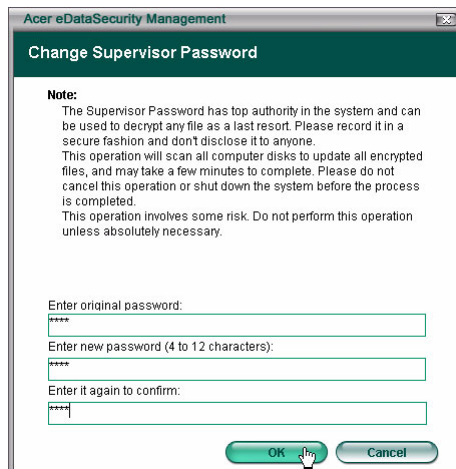 Acer eDataSecurity Management
Change Supervisor Password
Note:
The Supervisor Password has top authority in the system and can
be used to decrypt any file as a last resort. Please record it in a
secure fashion and don't disclose it to anyone.
This operation will scan all computer disks to update all encrypted
files, and may take a few minutes to complete. Please do not
cancel this operation or shut down the system before the process
is completed.
This operation involves some risk. Do not perform this operation
unless absolutely necessary.
Enter original password:
****
Enter new password (4 to 12 characters):
****
Enter it again to confirm:
****
OK
Cancel